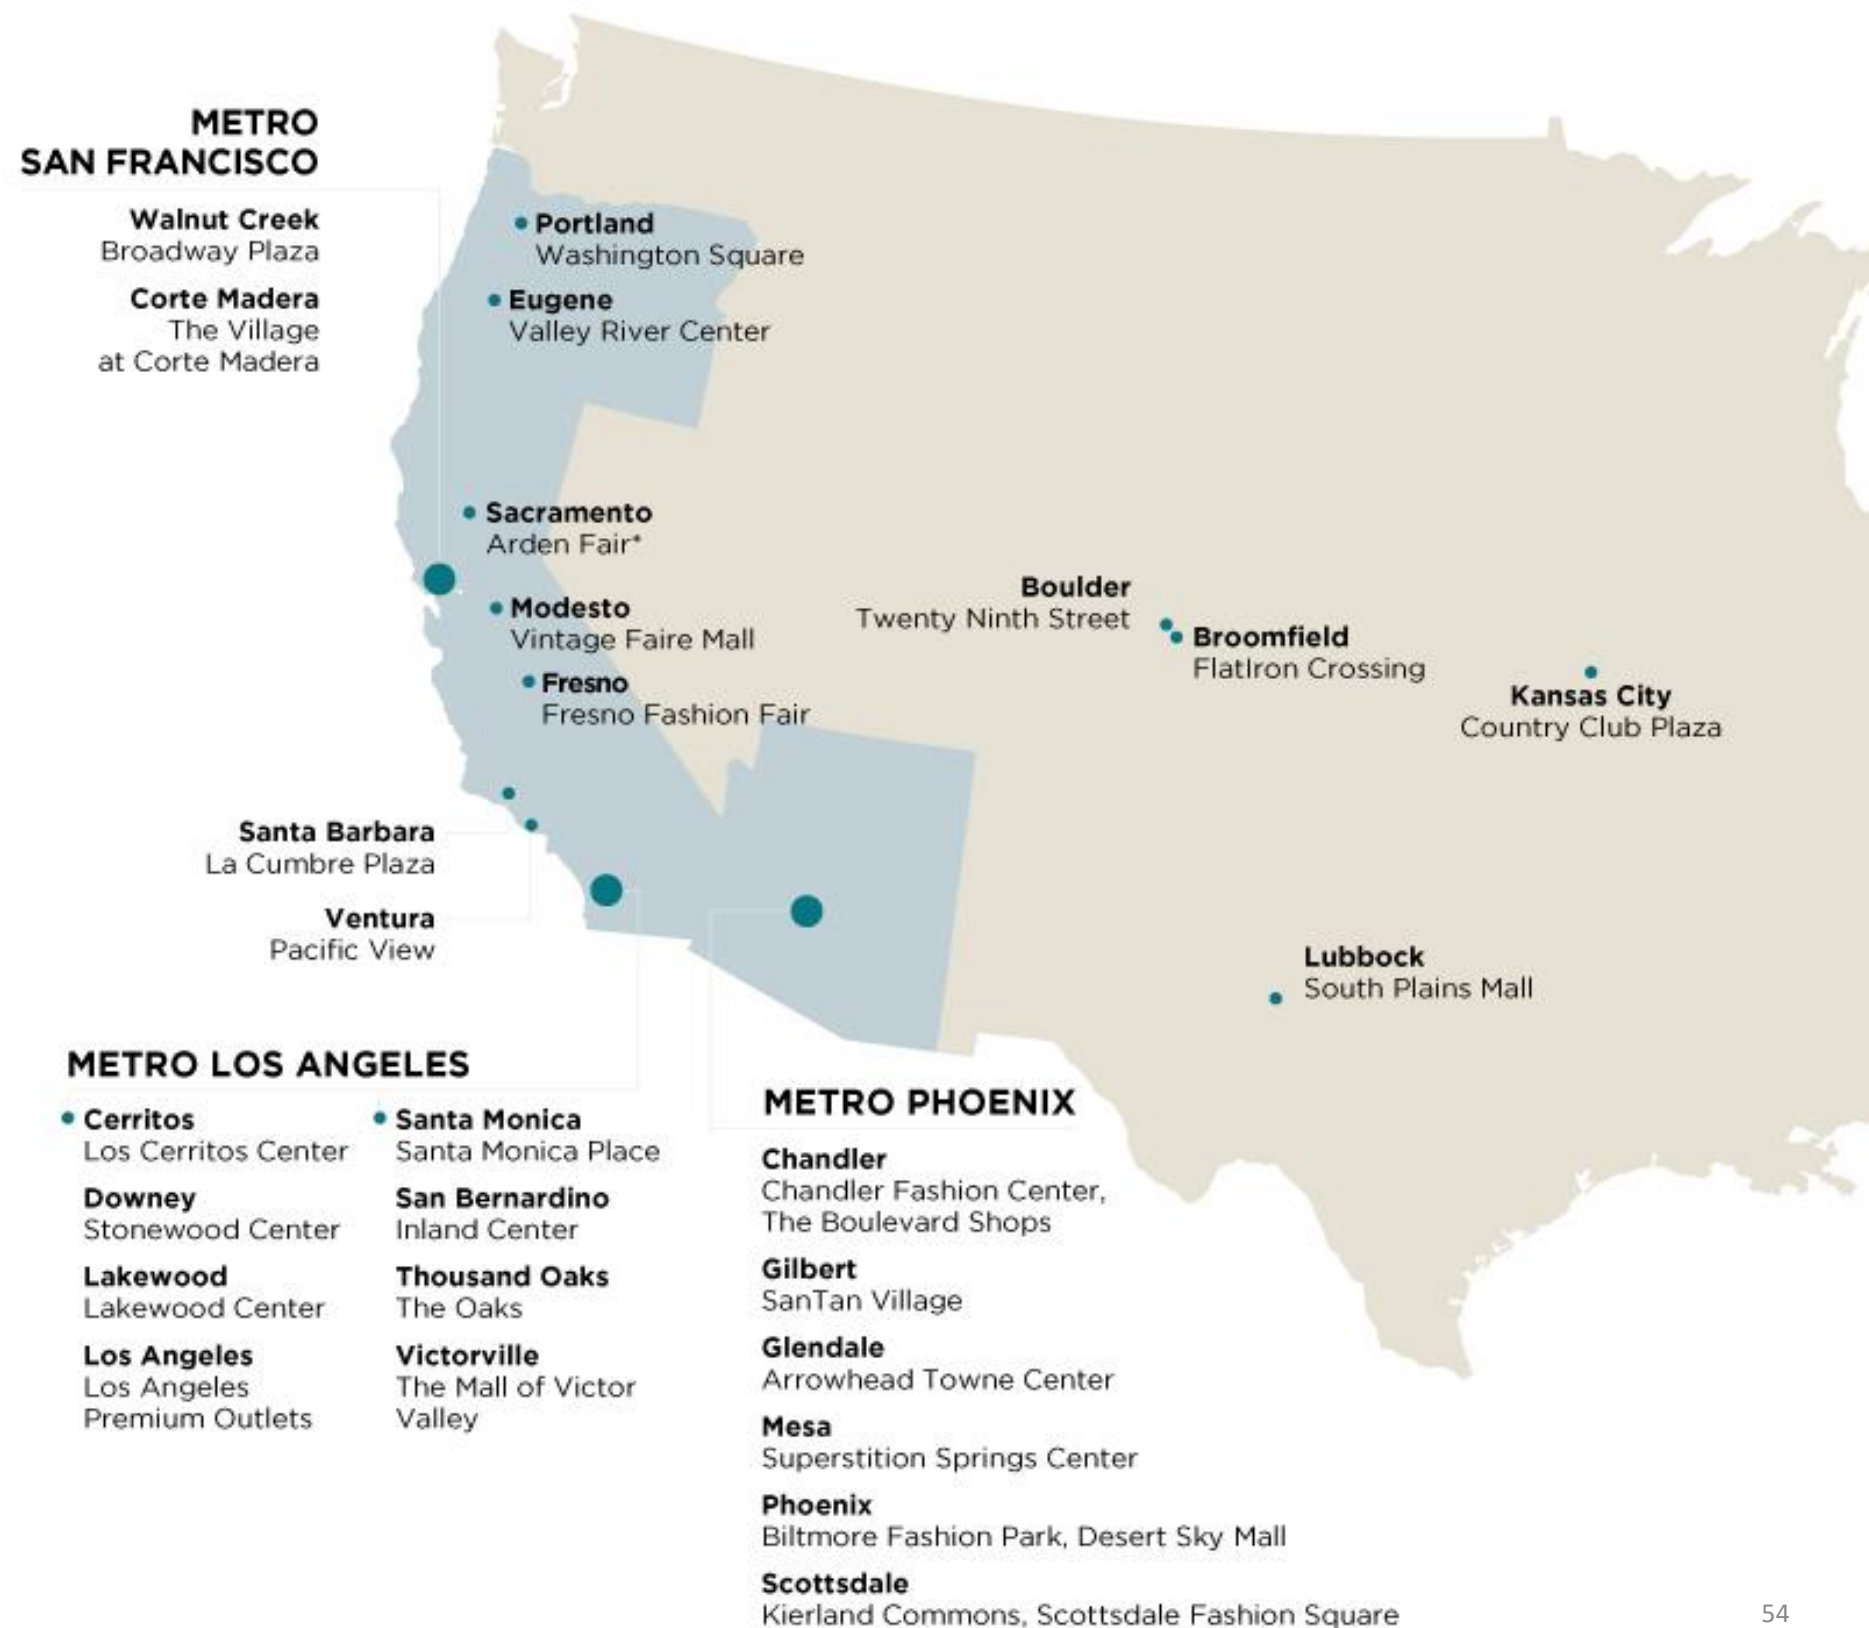 METRO
SAN FRANCISCO
Walnut Creek
Broadway Plaza
Corte Madera
The Village
at Corte Madera
Portland
Washington Square
Eugene
Valley River Center
Sacramento
Arden Fair*
Modesto
Vintage Faire Mall
Fresno
Fresno Fashion Fair
Boulder
Twenty Ninth Street
Broomfield
FlatIron Crossing
Kansas City
Country Club Plaza
Santa Barbara
La Cumbre Plaza
Ventura
Pacific View
Lubbock
South Plains Mall
METRO LOS ANGELES
Cerritos
Los Cerritos Center
Downey
Stonewood Center
Lakewood
Lakewood Center
Los Angeles
Los Angeles
Premium Outlets
Santa Monica
Santa Monica Place
San Bernardino
Inland Center
Thousand Oaks
The Oaks
Victorville
The Mall of Victor
Valley
METRO PHOENIX
Chandler
Chandler Fashion Center,
The Boulevard Shops
Gilbert
SanTan Village
Glendale
Arrowhead Towne Center
Mesa
Superstition Springs Center
Phoenix
Biltmore Fashion Park, Desert Sky Mall
Scottsdale
Kierland Commons, Scottsdale Fashion Square
54